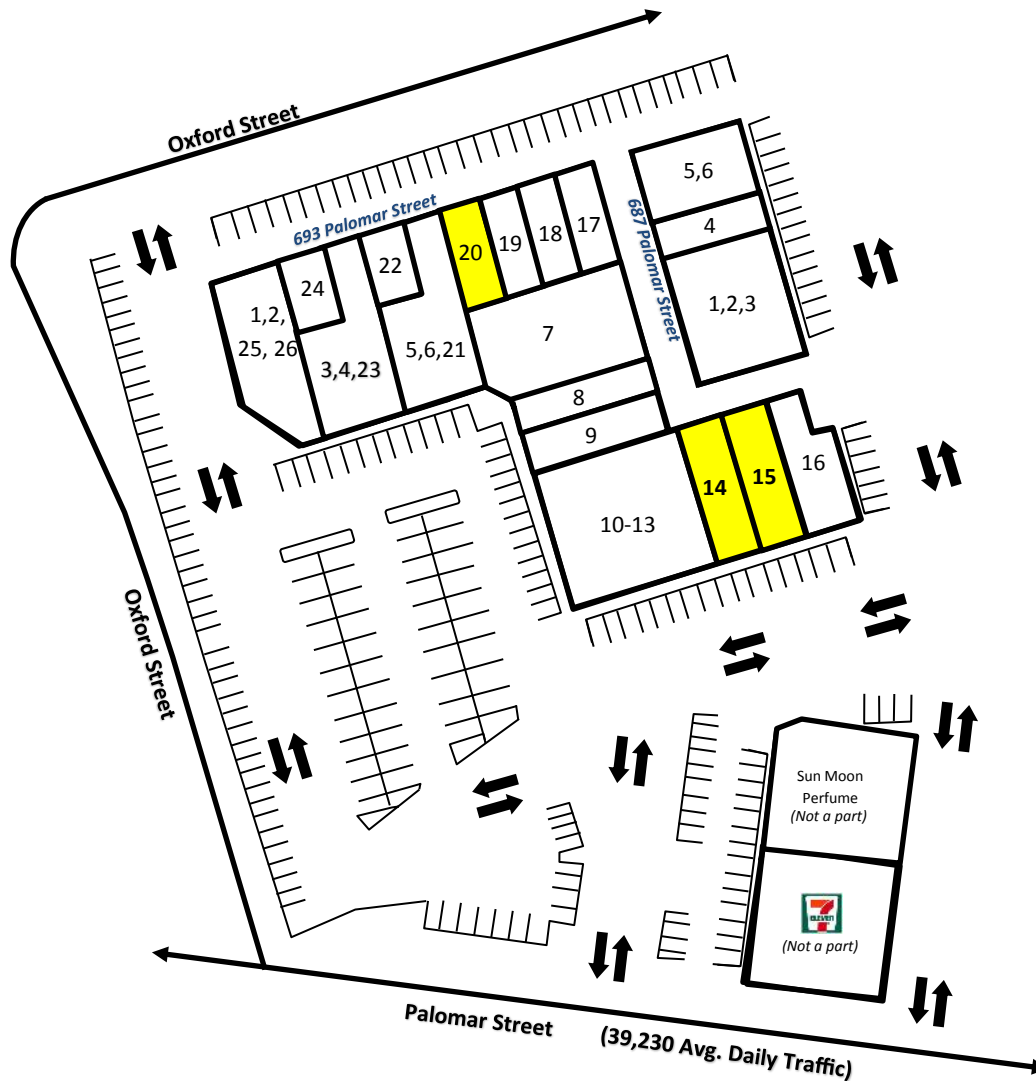 Oxford Street
693 Palomar Street
687 Palomar Street
5,6
4
1,2,3
17
18
19
20
22
24
1,2,
25, 26
3,4,23
5,6,21
7
8
9
10-13
14
15
16
Oxford Street
Sun Moon
Perfume
(Not a part)
7
ELEVEN
(Not a part)
Palomar Street (39,230 Avg. Daily Traffic)